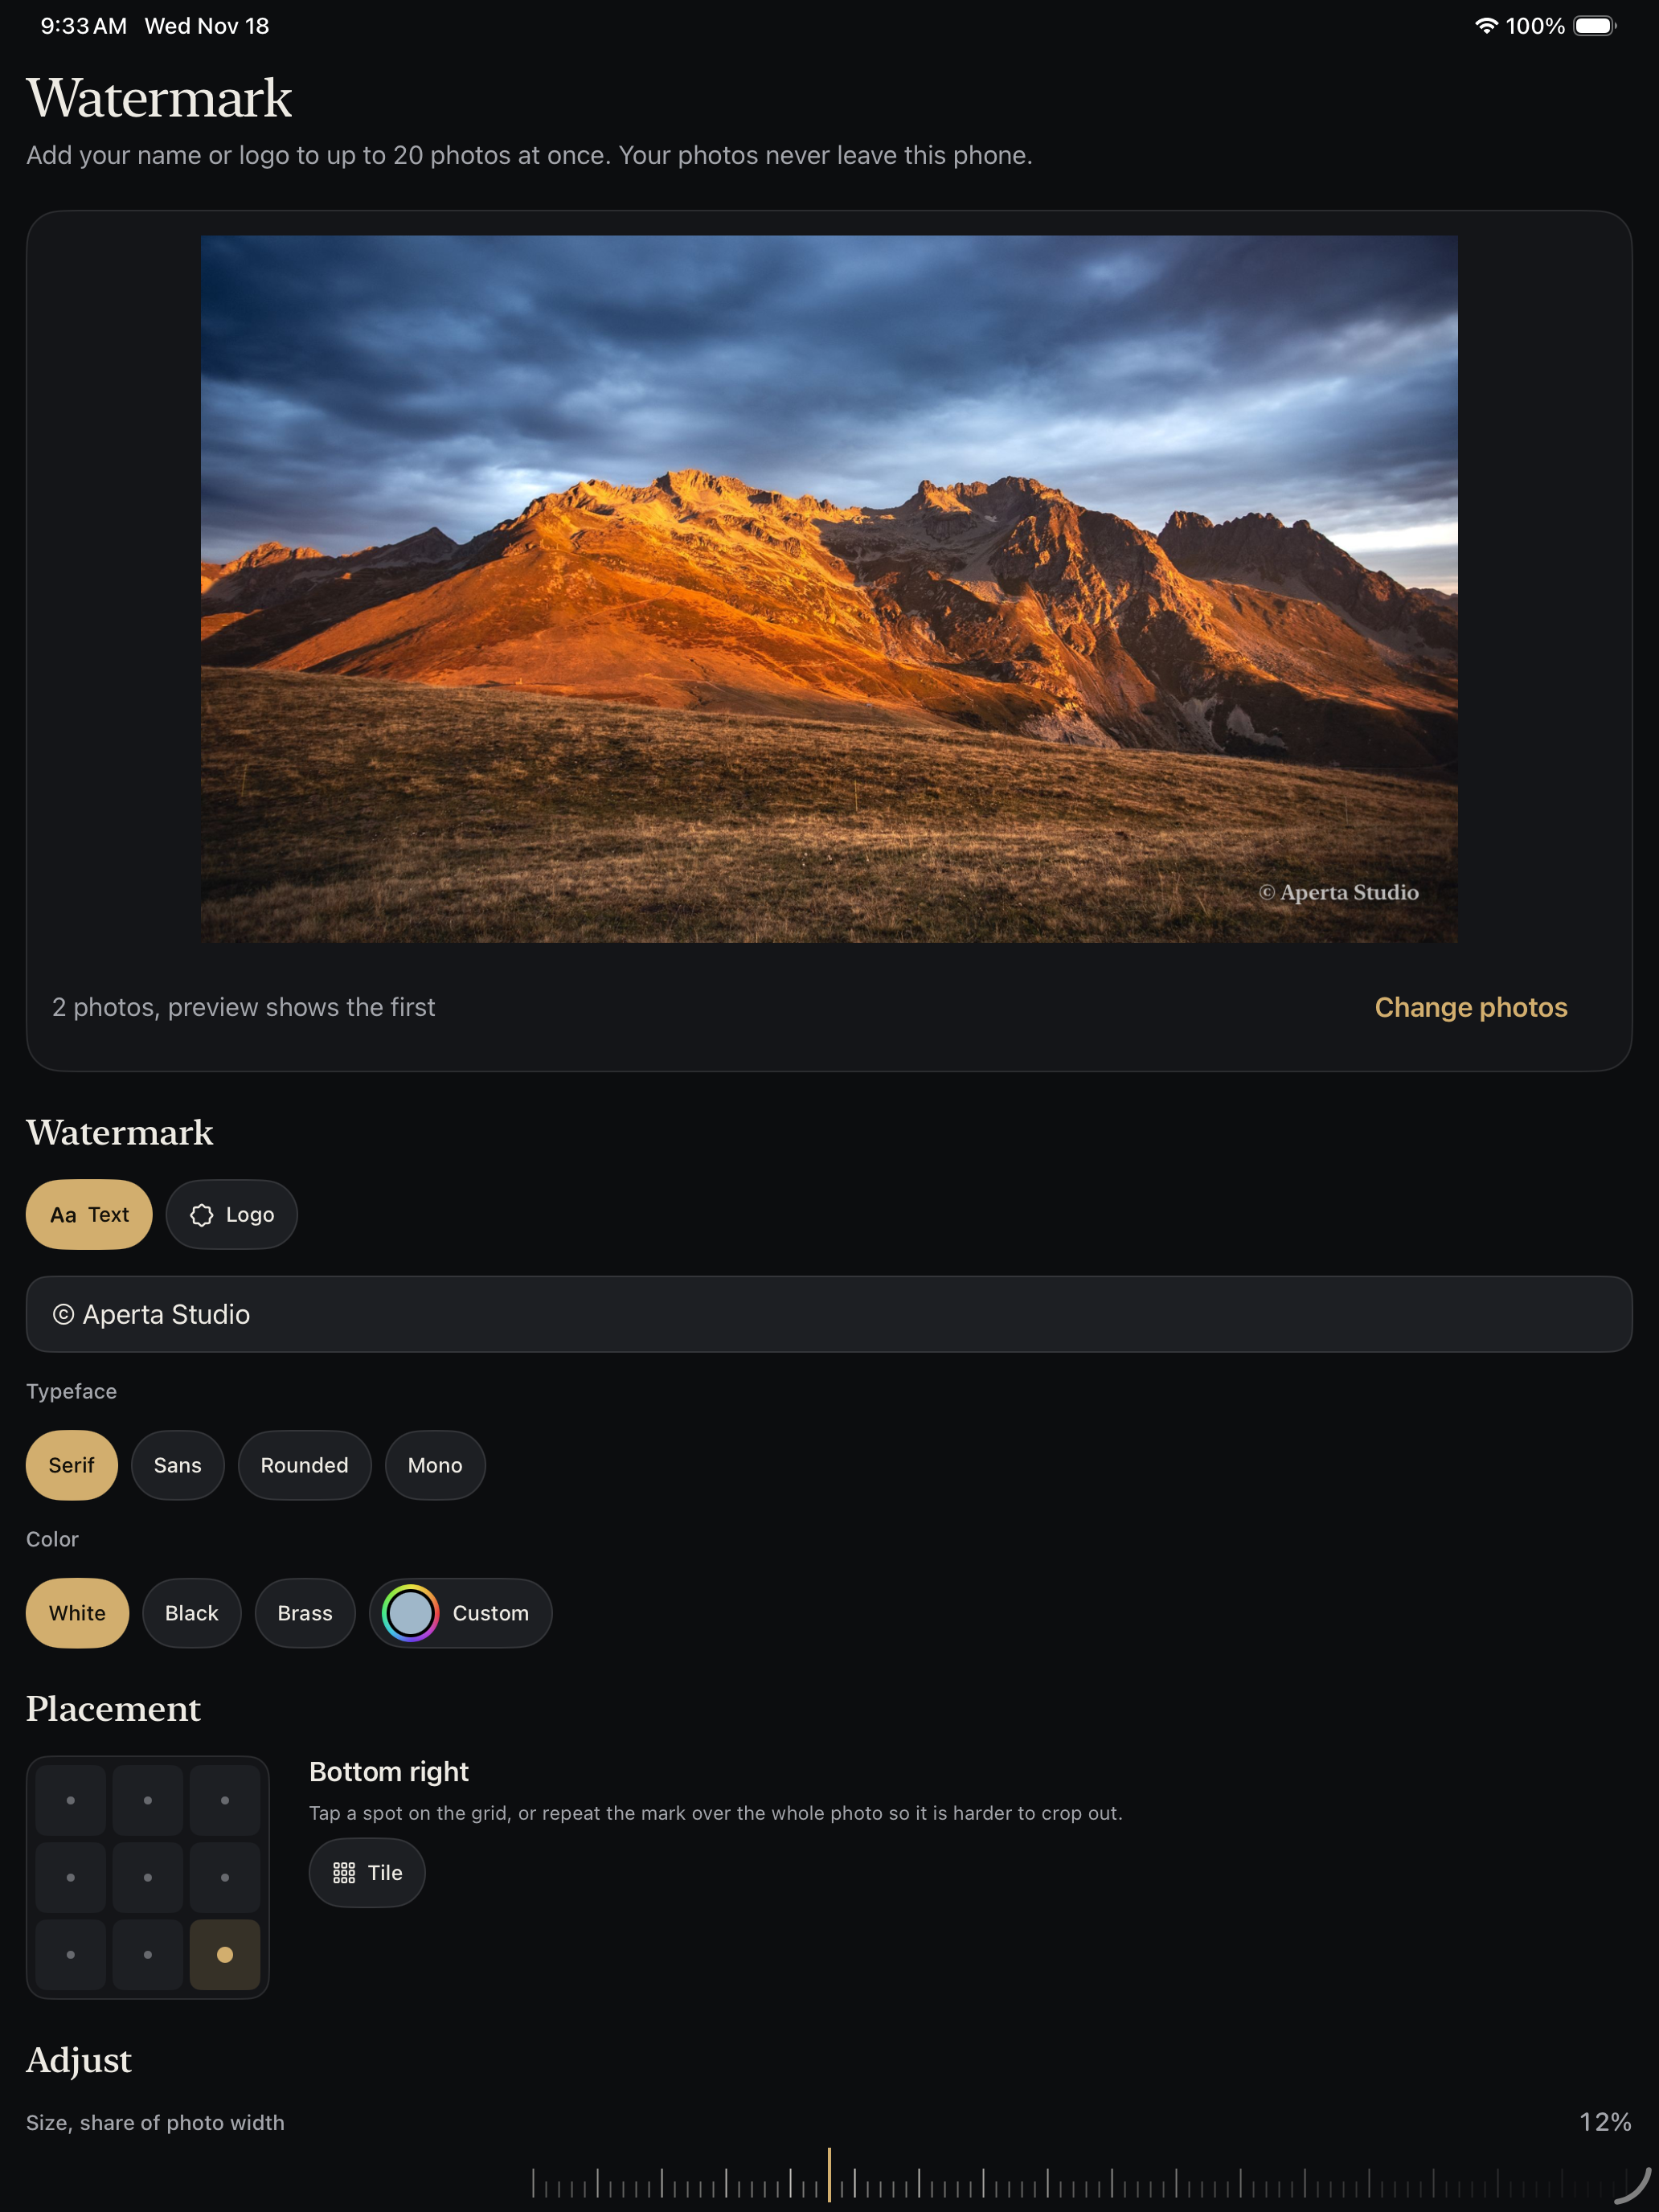 9:33 AM Wed Nov 18
100%
Watermark
Add your name or logo to up to 20 photos at once. Your photos never leave this phone.
© Aperta Studio
2 photos, preview shows the first
Change photos
Watermark
Aa Text
Logo
© Aperta Studio
Typeface
Serif
Sans
Rounded
Mono
Color
White
Black
Brass
Custom
Placement
Bottom right
Tap a spot on the grid, or repeat the mark over the whole photo so it is harder to crop out.
Tile
Adjust
Size, share of photo width
12%